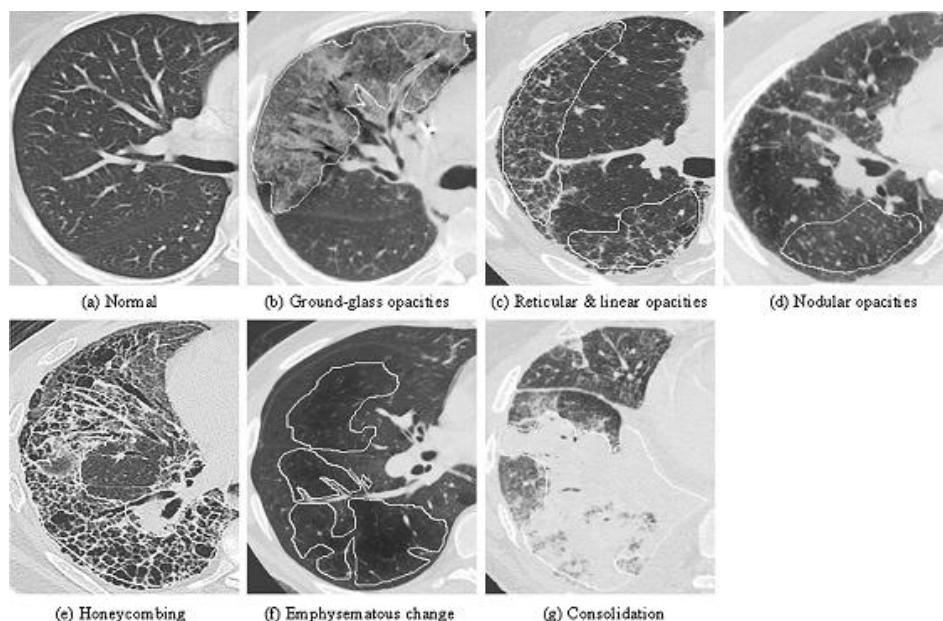 (a) Normal
(b) Ground-glass opacities
(c) Reticular & linear opacities
(d) Nodular opacities
(e) Honeycombing
(f) Emphysematous change
(g) Consolidation